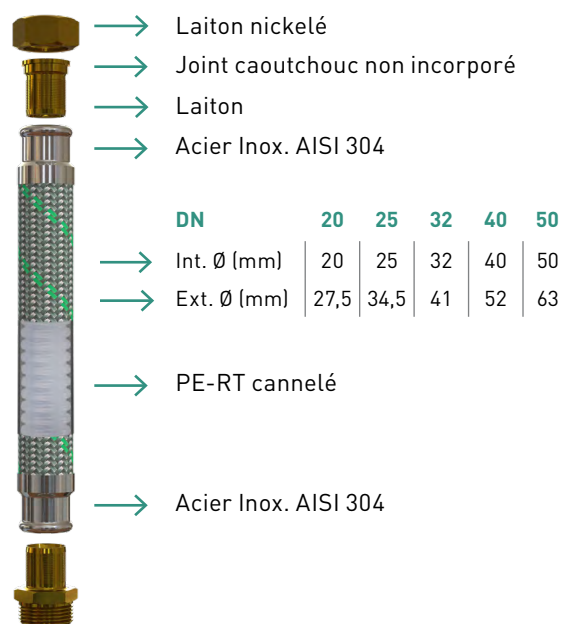 Laiton nickelé
Joint caoutchouc non incorporé
Laiton
Acier Inox. AISI 304
DN 20 25 32 40 50
Int. Ø (mm) 20 25 32 40 50
Ext. Ø (mm) 27,5 34,5 41 52 63
PE-RT cannelé
Acier Inox. AISI 304